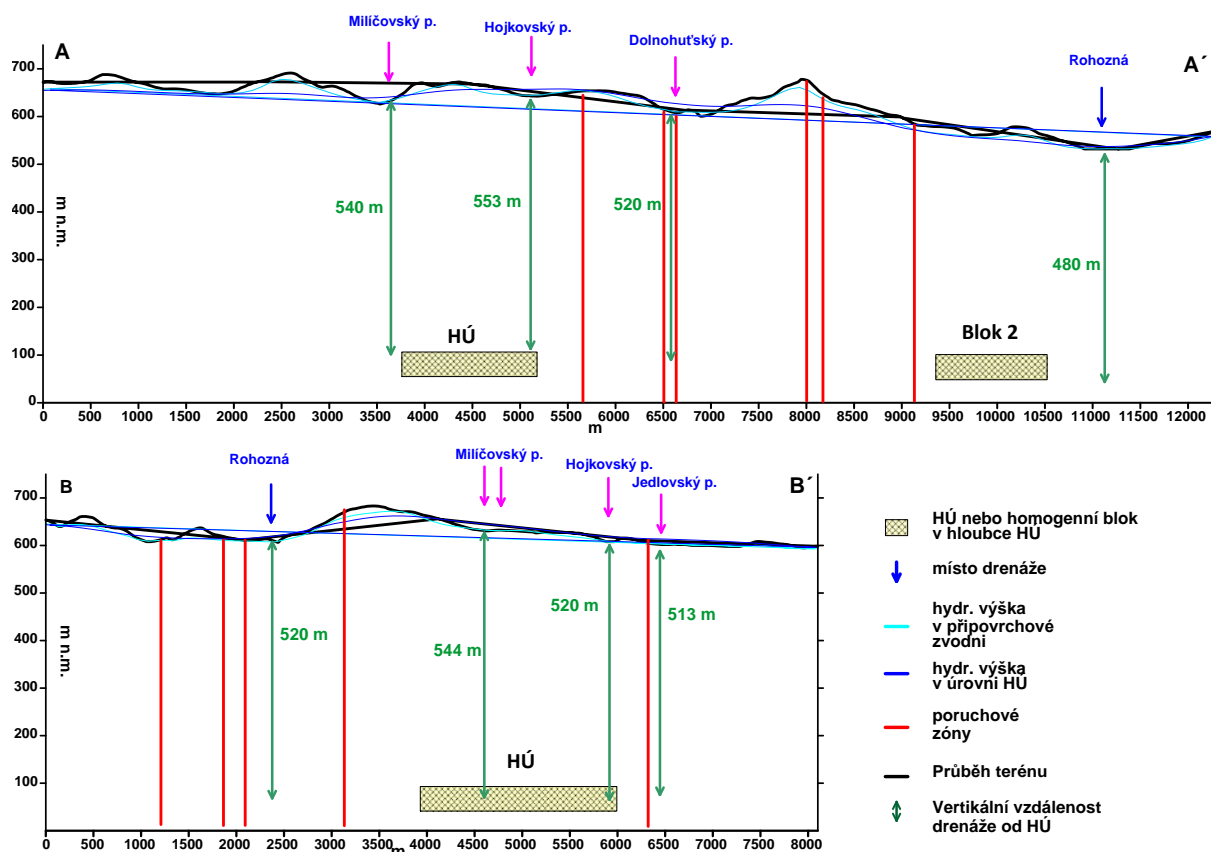 Milíčovský p.
Hojkovský p.
Dolnohuťský p.
Rohozná
A
A´
700
600
500
400
300
200
100
0
m n.m.
540 m
553 m
520 m
480 m
HÚ
Blok 2
0 500 1000 1500 2000 2500 3000 3500 4000 4500 5000 5500 6000 6500 7000 7500 8000 8500 9000 9500 10000 10500 11000 11500 12000
m
Rohozná
Milíčovský p.
Hojkovský p.
Jedlovský p.
B
B´
700
600
500
400
300
200
100
m n.m.
520 m
544 m
520 m
513 m
HÚ
0 500 1000 1500 2000 2500 3000 3500 4000 4500 5000 5500 6000 6500 7000 7500 8000
m
HÚ nebo homogenní blok
v hloubce HÚ
místo drenáže
hydr. výška
v připovrchové
zvodni
hydr. výška
v úrovni HÚ
poruchové
zóny
Průběh terénu
Vertikální vzdálenost
drenáže od HÚ